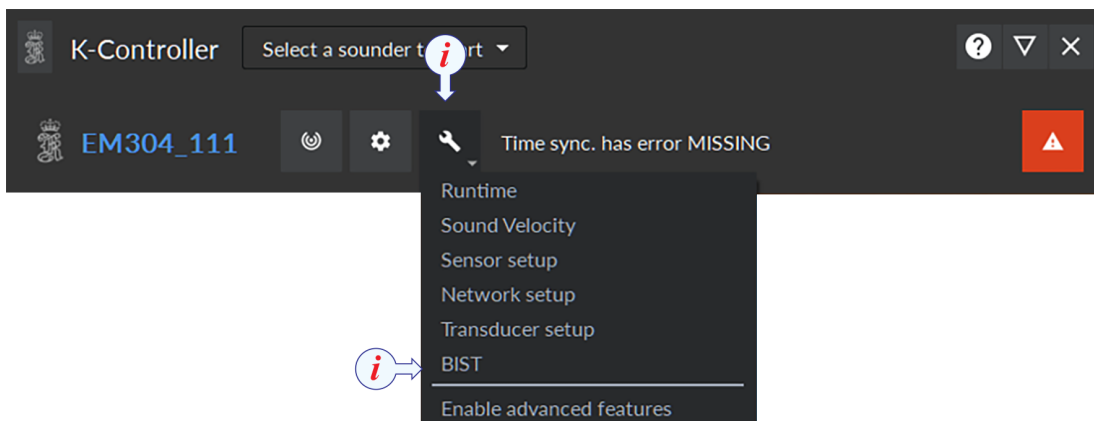 K-Controller Select a sounder t rt
i
EM304_111 Time sync. has error MISSING
Runtime
Sound Velocity
Sensor setup
Network setup
Transducer setup
i BIST
Enable advanced features